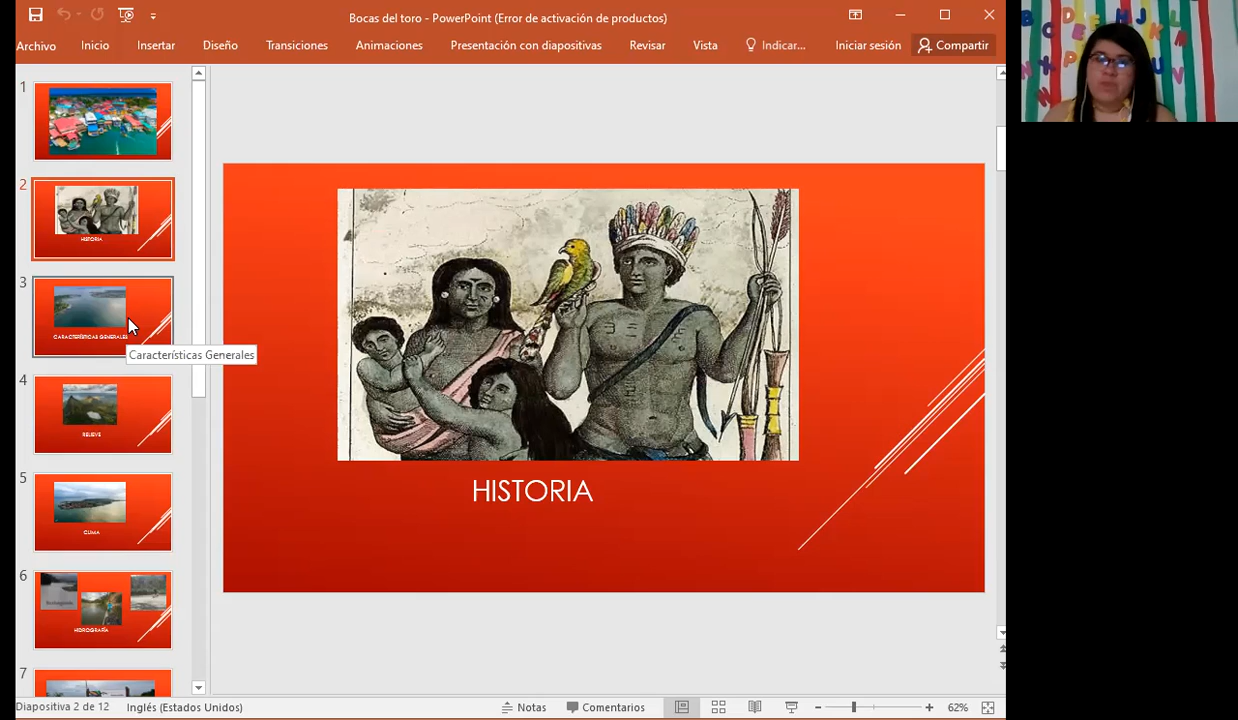 Bocas del toro - PowerPoint (Error de activación de productos)
Archivo Inicio Insertar Diseño Transiciones Animaciones Presentación con diapositivas Revisar Vista Indicar... Iniciar sesión Compartir
1
2
HISTORIA
3
CARACTERÍSTICAS GENERALES
Características Generales
4
RELIEVE
5
CLIMA
6
HIDROGRAFÍA
7
HISTORIA
Diapositiva 2 de 12 Inglés (Estados Unidos) Notas Comentarios 62%